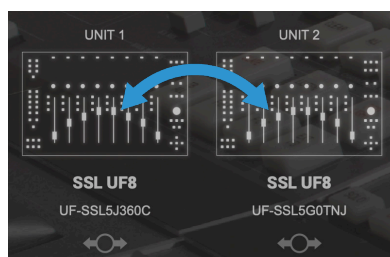 UNIT 1
UNIT 2
SSL UF8
SSL UF8
UF-SSL5J360C
UF-SSL5G0TNJ